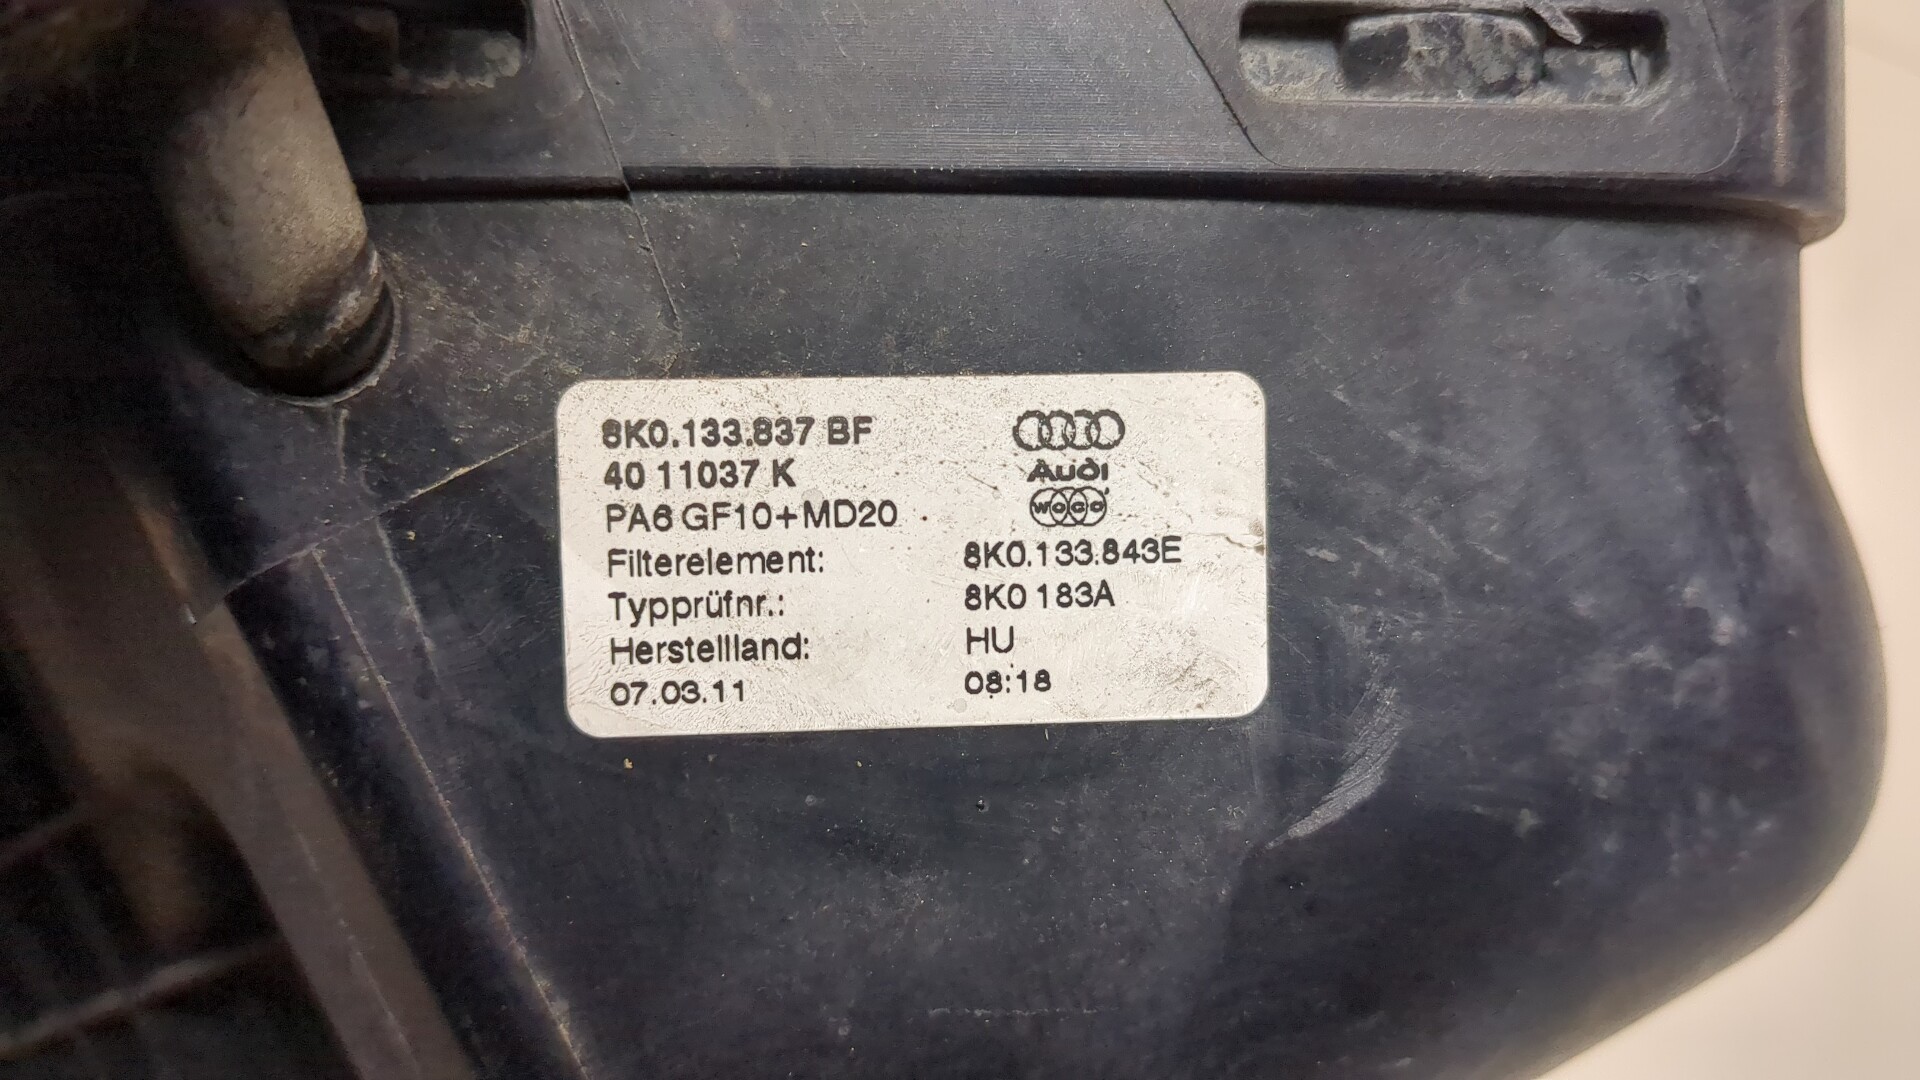 8K0.133.837 BF
40 11037 K
Audi
PA6 GF10+MD20
woco
Filterelement: 8K0.133.843E
Typprüfnr.: 8K0 183A
Herstellland: HU
07.03.11 08:18